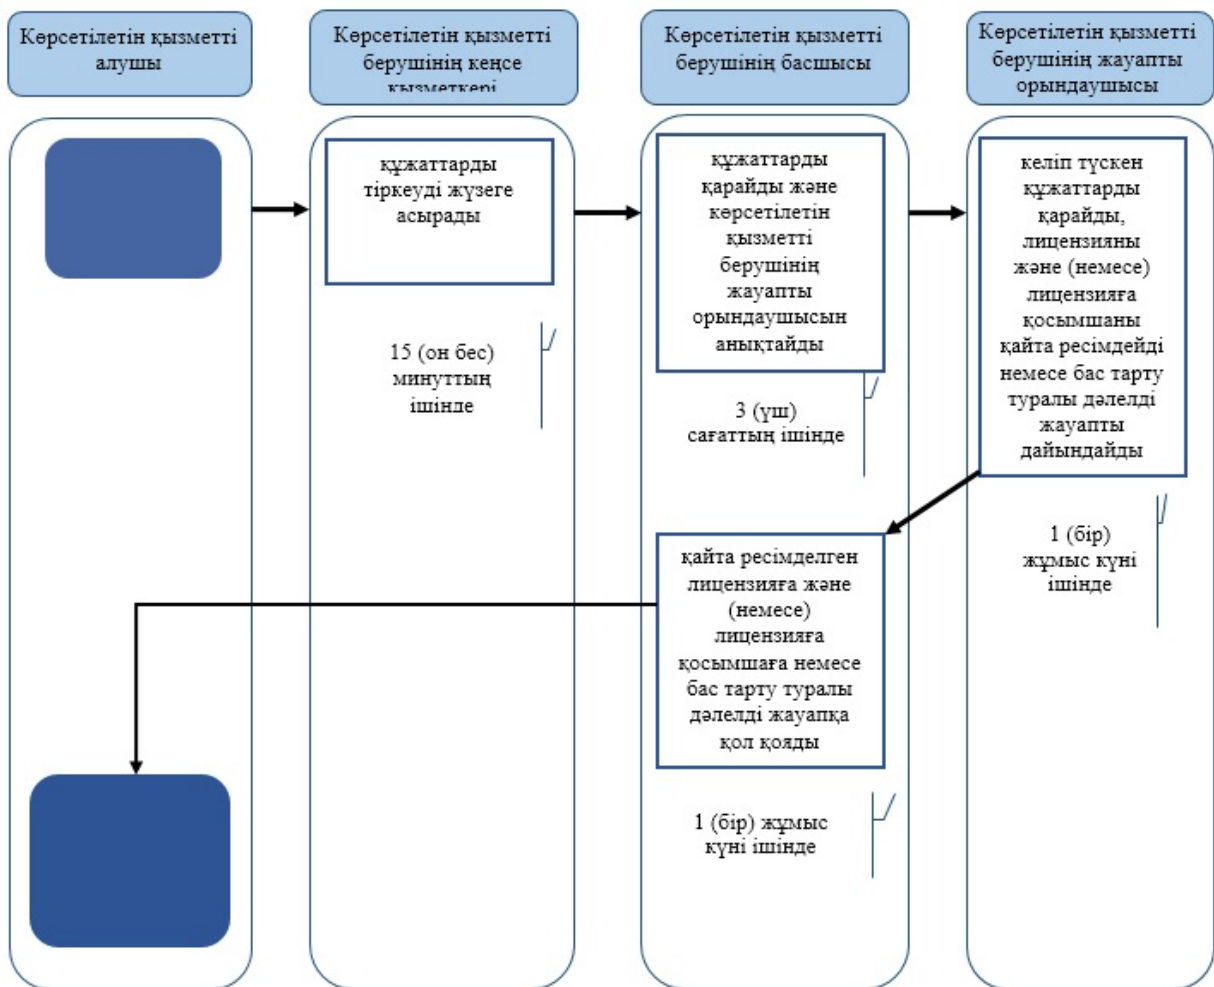 Көрсетілетін қызметті
алушы
Көрсетілетін қызметті
берушінің кеңсе
қызметкері
Көрсетілетін қызметті
берушінің басшысы
Көрсетілетін қызметті
берушінің жауапты
орындаушысы
құжаттарды
тіркеуді жүзеге
асырады
15 (он бес)
минуттың
ішінде
құжаттарды
қарайды және
көрсетілетін
қызметті
берушінің
жауапты
орындаушысын
анықтайды
3 (үш)
сағаттың ішінде
келіп түскен
құжаттарды
қарайды,
лицензияны
және (немесе)
лицензияға
қосымшаны
қайта ресімдейді
немесе бас тарту
туралы дәлелді
жауапты
дайындайды
1 (бір)
жұмыс күні
ішінде
қайта ресімделген
лицензияға және
(немесе)
лицензияға
қосымшаға немесе
бас тарту туралы
дәлелді жауапқа
қол қояды
1 (бір) жұмыс
күні ішінде